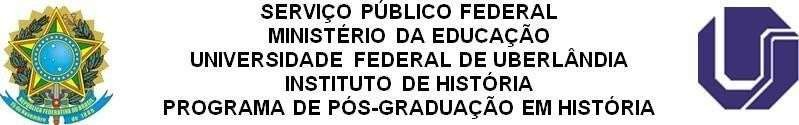 SERVIÇO PÚBLICO FEDERAL
MINISTÉRIO DA EDUCAÇÃO
UNIVERSIDADE FEDERAL DE UBERLÂNDIA
INSTITUTO DE HISTÓRIA
PROGRAMA DE PÓS-GRADUAÇÃO EM HISTÓRIA